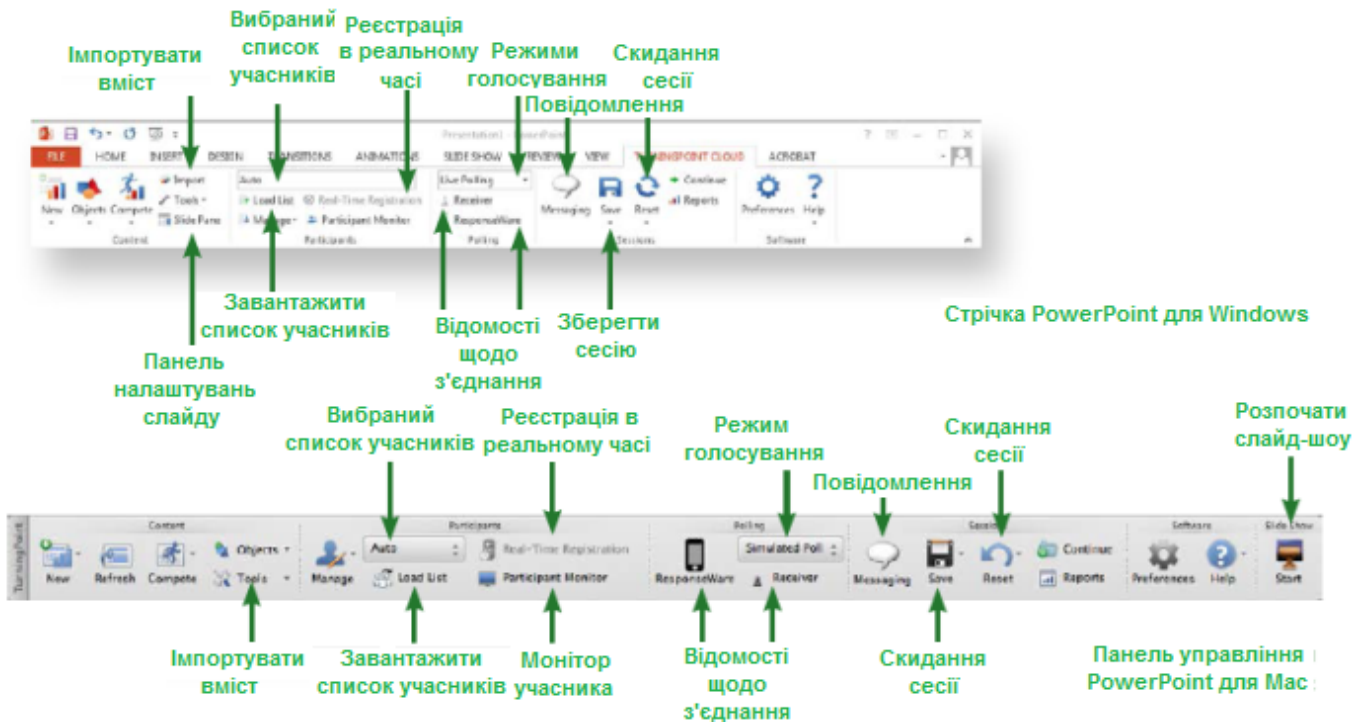 Вибраний список учасників
Реєстрація в реальному часі
Імпортувати вміст
Режими голосування
Скидання сесії
Повідомлення
FILE HOME INSERT DESIGN TRANSITIONS ANIMATIONS SLIDE SHOW REVIEW VIEW TURNINGPOINT CLOUD ACROBAT
Import Auto Live Polling Continue
Tools Load List Real-Time Registration Receiver Reports
New Objects Compete Slide Pane Manage Participant Monitor ResponseWare Messaging Save Reset Preferences Help
Content Participants Polling Sessions Software
Завантажити список учасників
Відомості щодо з'єднання
Зберегти сесію
Стрічка PowerPoint для Windows
Панель налаштувань слайду
Вибраний список учасників
Реєстрація в реальному часі
Режим голосування
Скидання сесії
Розпочати слайд-шоу
Повідомлення
TurningPoint
Content Participants Polling Session Software Slide Show
Objects Auto Real-Time Registration Simulated Poll Continue
New Refresh Compete Tools Manage Load List Participant Monitor ResponseWare Receiver Messaging Save Reset Reports Preferences Help Start
Імпортувати вміст
Завантажити список учасників
Монітор учасника
Відомості щодо з'єднання
Скидання сесії
Панель управління
PowerPoint для Mac